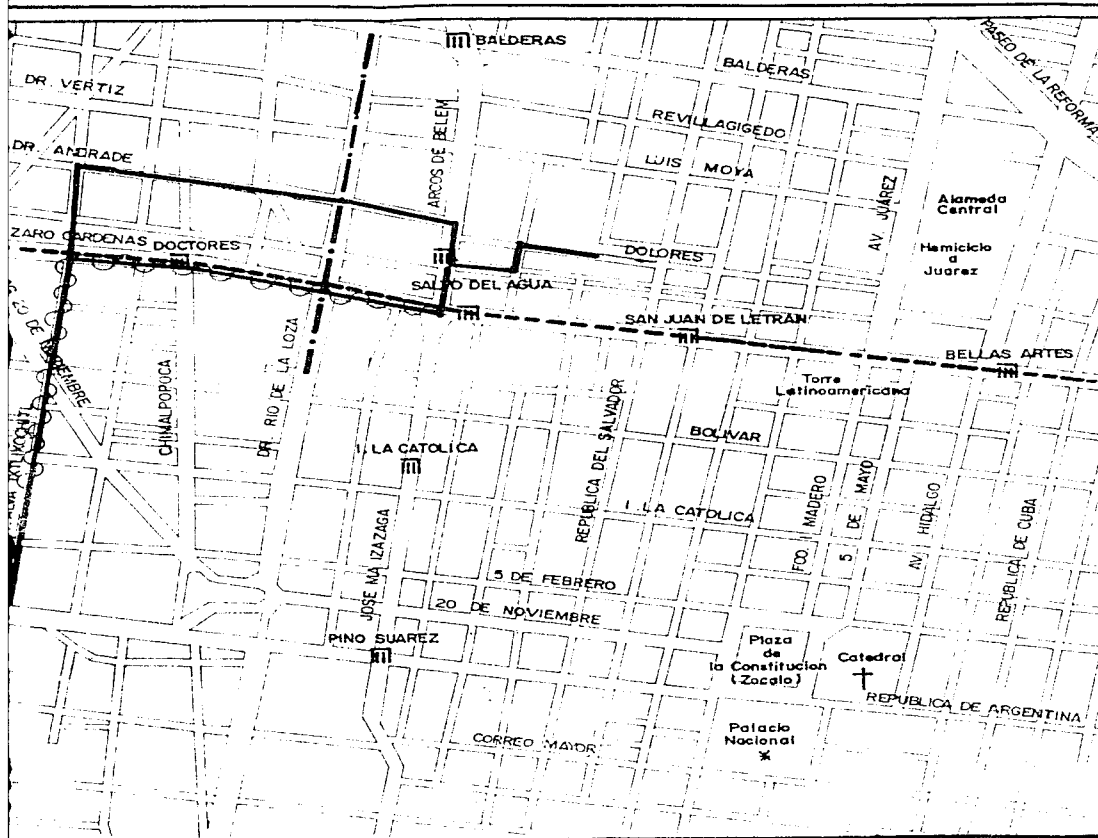 BALDERAS
BALDERAS
PASEO DE LA REFORMA
DR. VERTIZ
REVILLAGIGEDO
DR. ANDRADE
LUIS MOYA
ARCOS DE BELEM
AV. JUÁREZ
Alameda
Central
ZARO CARDENAS
DOCTORES
DOLORES
Hemiciclo
a
Juarez
SALTO DEL AGUA
SAN JUAN DE LETRAN
BELLAS ARTES
DR. RIO DE LA LOZA
CHIMALPOPOCA
Torre
Latinoamericana
REPUBLICA DEL SALVADOR
BOLIVAR
I. LA CATOLICA
I. LA CATOLICA
FCO. I MADERO
5 DE MAYO
AV. HIDALGO
REPUBLICA DE CUBA
JOSE MA IZAZAGA
5 DE FEBRERO
20 DE NOVIEMBRE
PINO SUAREZ
Plaza
de
la Constitucion
(Zocalo)
Catedral
REPUBLICA DE ARGENTINA
CORREO MAYOR
Palacio
Nacional